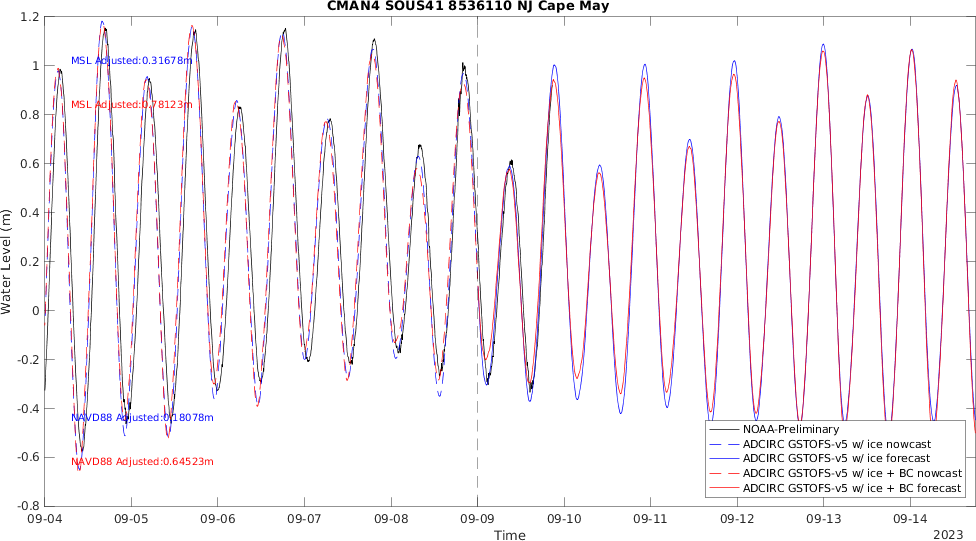 CMAN4 SOUS41 8536110 NJ Cape May
1.2
1
0.8
0.6
0.4
0.2
0
-0.2
-0.4
-0.6
-0.8
Water Level (m)
MSL Adjusted:0.31678m
MSL Adjusted:0.78123m
NAVD88 Adjusted:0.18078m
NAVD88 Adjusted:0.64523m
NOAA-Preliminary
ADCIRC GSTOFS-v5 w/ ice nowcast
ADCIRC GSTOFS-v5 w/ ice forecast
ADCIRC GSTOFS-v5 w/ ice + BC nowcast
ADCIRC GSTOFS-v5 w/ ice + BC forecast
09-04 09-05 09-06 09-07 09-08 09-09 09-10 09-11 09-12 09-13 09-14
Time
2023